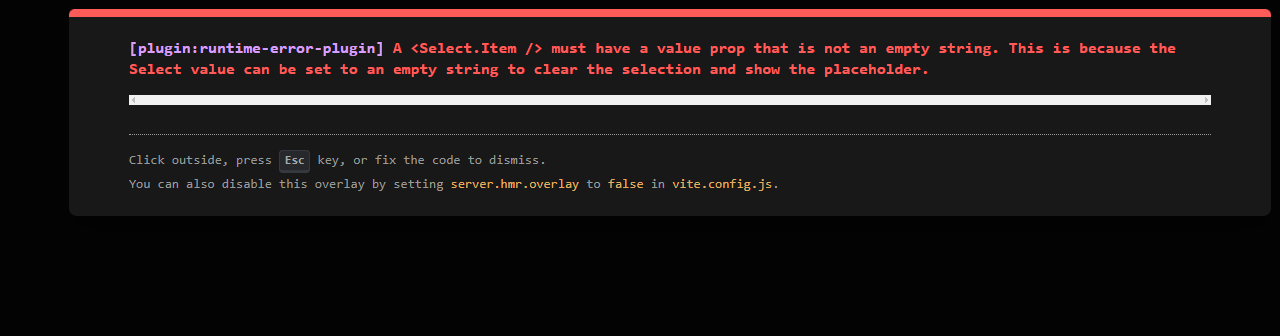 [plugin:runtime-error-plugin] A <Select.Item /> must have a value prop that is not an empty string. This is because the
Select value can be set to an empty string to clear the selection and show the placeholder.
Click outside, press Esc key, or fix the code to dismiss.
You can also disable this overlay by setting server.hmr.overlay to false in vite.config.js.